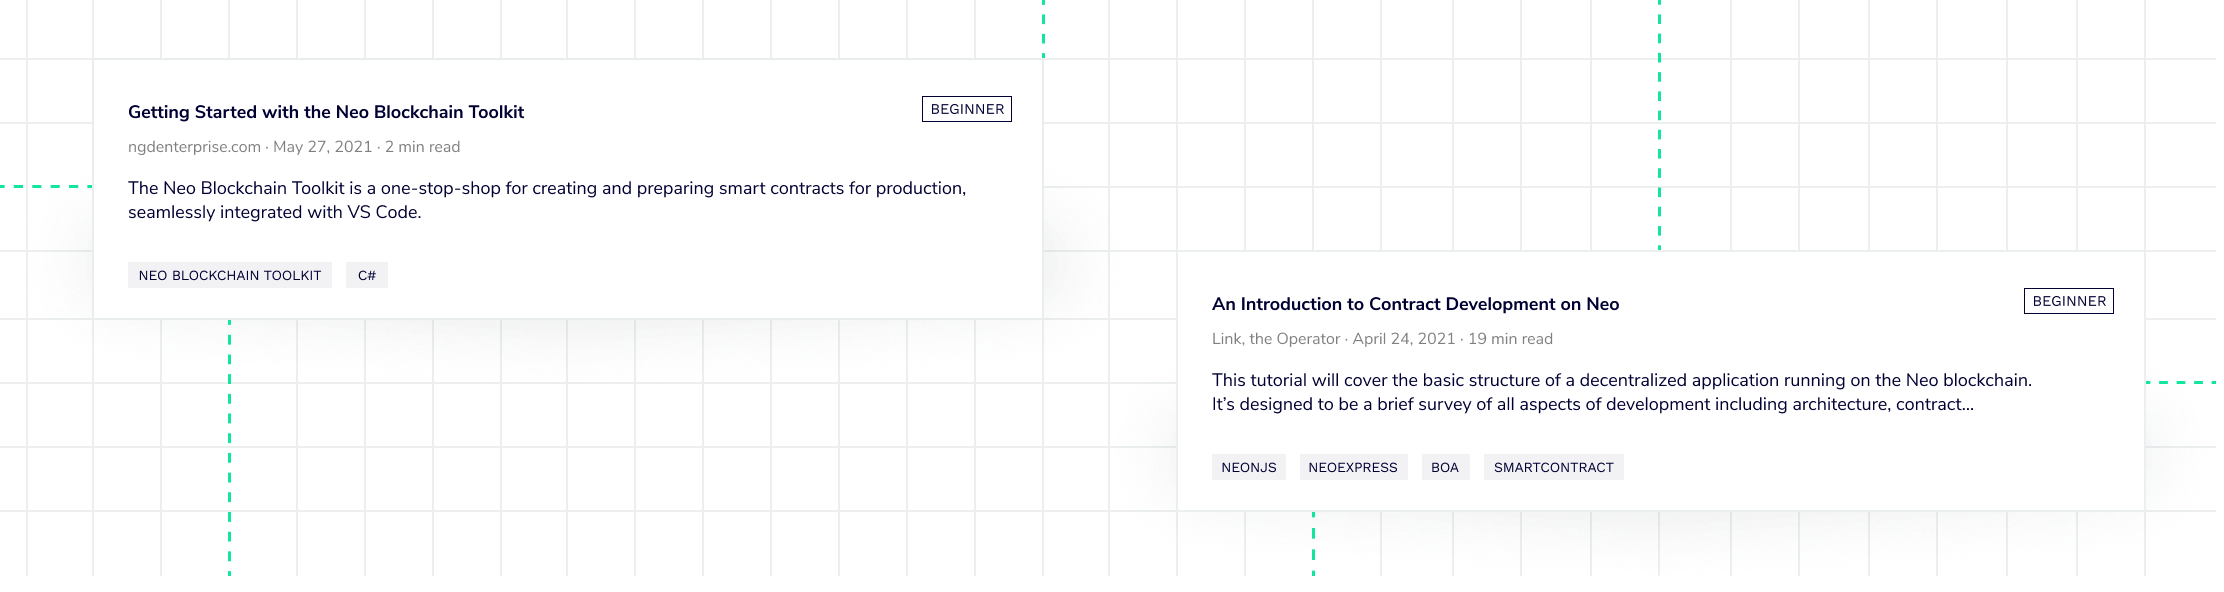 Getting Started with the Neo Blockchain Toolkit
BEGINNER
ngdenterprise.com · May 27, 2021 · 2 min read
The Neo Blockchain Toolkit is a one-stop-shop for creating and preparing smart contracts for production,
seamlessly integrated with VS Code.
NEO BLOCKCHAIN TOOLKIT C#
An Introduction to Contract Development on Neo
BEGINNER
Link, the Operator · April 24, 2021 · 19 min read
This tutorial will cover the basic structure of a decentralized application running on the Neo blockchain.
It’s designed to be a brief survey of all aspects of development including architecture, contract...
NEONJS NEOEXPRESS BOA SMARTCONTRACT